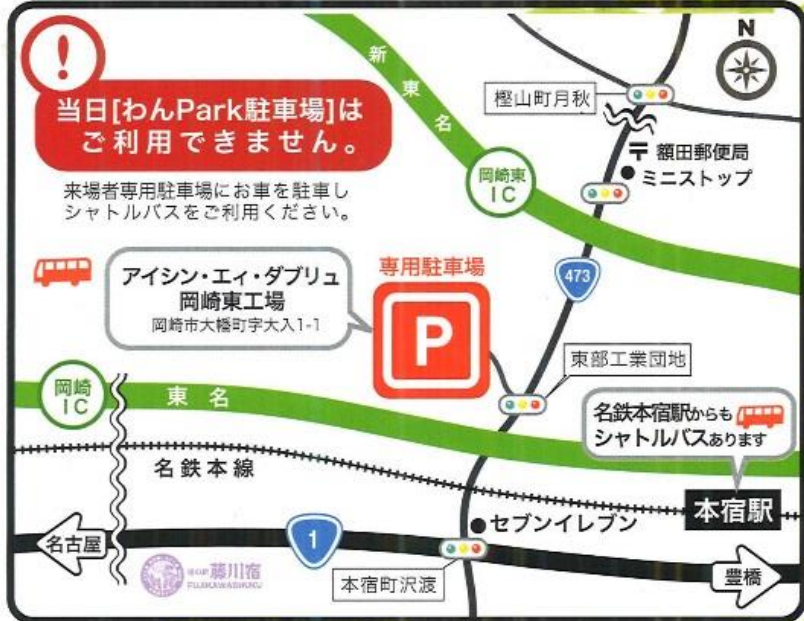 当日[わんPark駐車場]は
ご利用できません。
来場者専用駐車場にお車を駐車し
シャトルバスをご利用ください。
N
新東名
樫山町月秋
〒 額田郵便局
ミニストップ
岡崎東
IC
アイシン・エィ・ダブリュ
岡崎東工場
岡崎市大幡町字大入1-1
専用駐車場
P
473
東部工業団地
岡崎
IC
東名
名鉄本宿駅からも
シャトルバスあります
名鉄本線
本宿駅
セブンイレブン
名古屋
1
藤川宿
FUJIKAWASHUKU
本宿町沢渡
豊橋